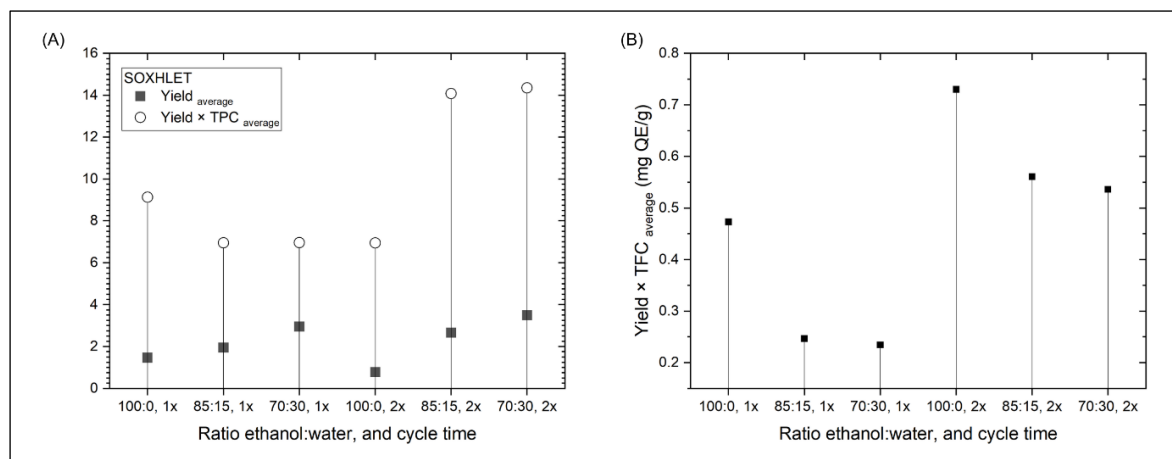 (A)
16
14
12
10
8
6
4
2
0
SOXHLET
Yield average
Yield × TPC average
100:0, 1x 85:15, 1x 70:30, 1x 100:0, 2x 85:15, 2x 70:30, 2x
Ratio ethanol:water, and cycle time
(B)
Yield × TFC average (mg QE/g)
0.8
0.7
0.6
0.5
0.4
0.3
0.2
100:0, 1x 85:15, 1x 70:30, 1x 100:0, 2x 85:15, 2x 70:30, 2x
Ratio ethanol:water, and cycle time